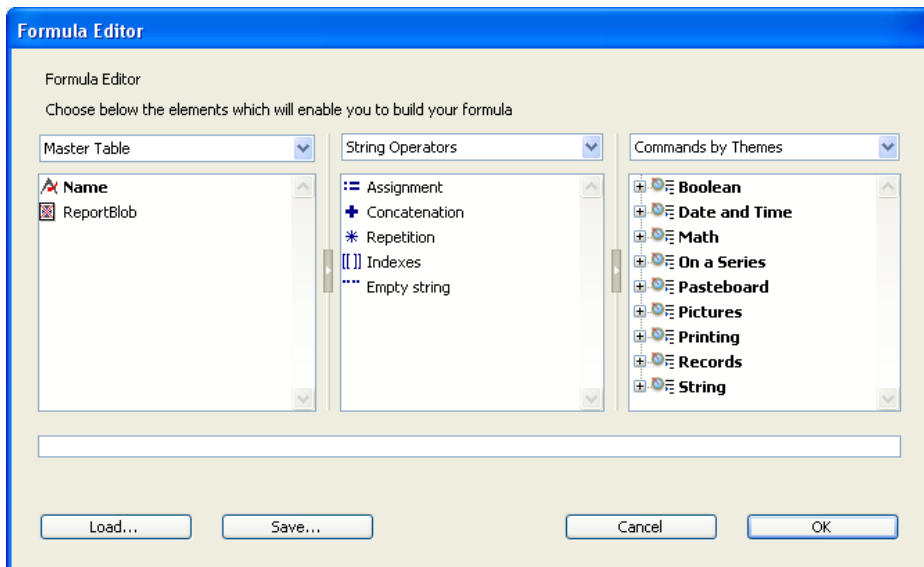 Formula Editor
Formula Editor
Choose below the elements which will enable you to build your formula
Master Table
String Operators
Commands by Themes
Name
ReportBlob
:= Assignment
+ Concatenation
* Repetition
[[ ]] Indexes
"" Empty string
Boolean
Date and Time
Math
On a Series
Pasteboard
Pictures
Printing
Records
String
Load...
Save...
Cancel
OK